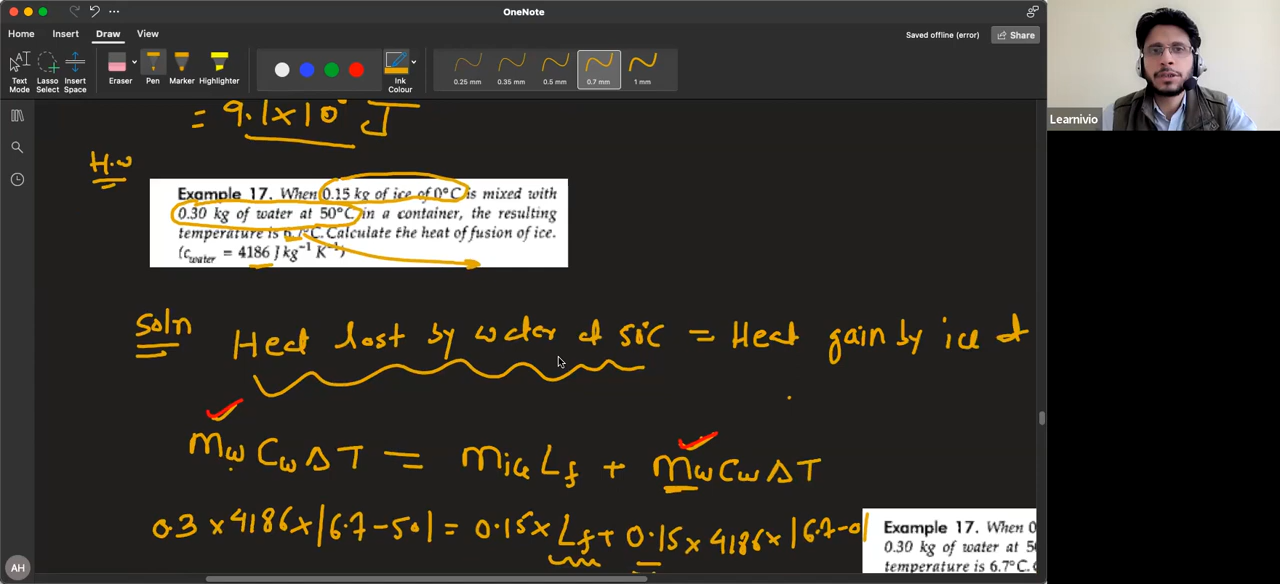 OneNote
Home Insert Draw View
Saved offline (error)
Share
Text Mode
Lasso Select
Insert Space
Eraser
Pen
Marker
Highlighter
Ink Colour
0.25 mm
0.35 mm
0.5 mm
0.7 mm
1 mm
Learnivio
= 9.1x10 J
H.w
Example 17. When 0.15 kg of ice of 0°C is mixed with
0.30 kg of water at 50°C in a container, the resulting
temperature is 6.7°C. Calculate the heat of fusion of ice.
(c water = 4186 J kg⁻¹ K⁻¹)
Soln Heat lost by water at 50°C = Heat gain by ice at
Mw Cw ΔT = mice Lf + mw Cw ΔT
0.3 x 4186 x |6.7-50| = 0.15 x Lf + 0.15 x 4186 x |6.7-0|
Example 17. When 0
0.30 kg of water at 5
temperature is 6.7°C.
AH